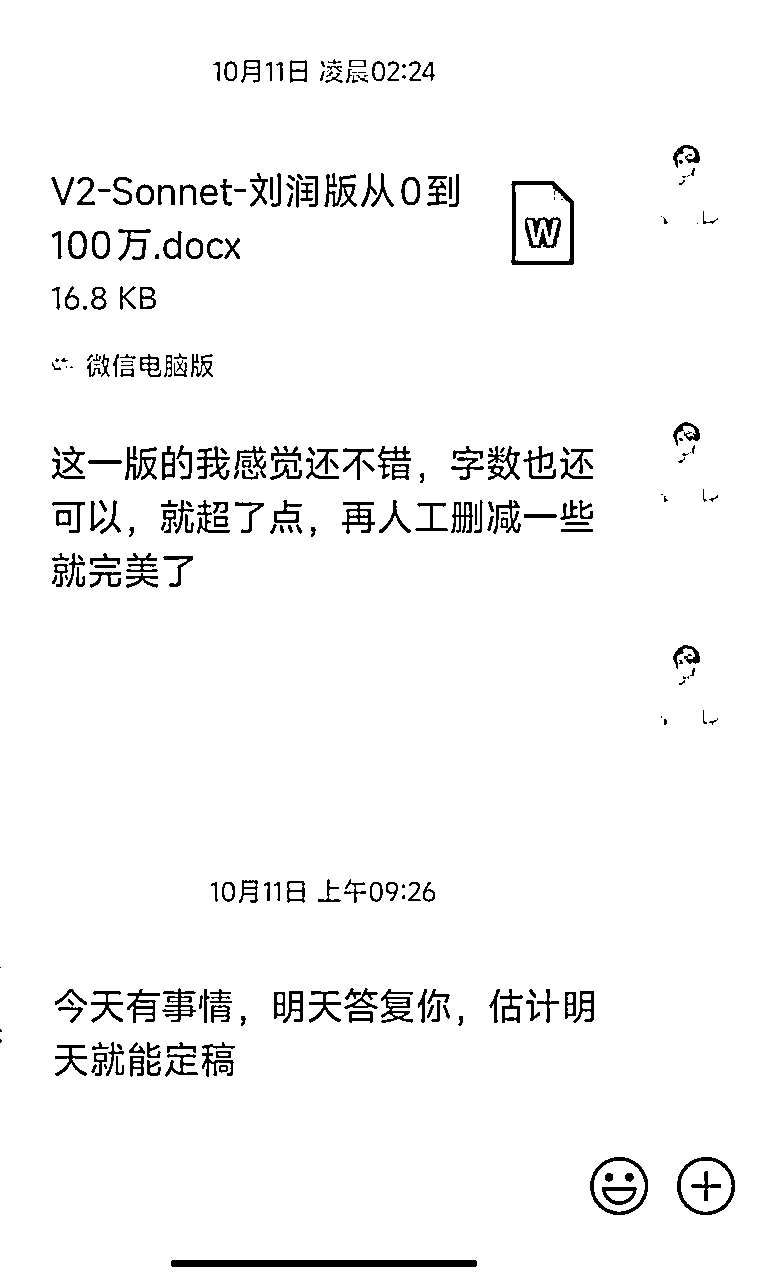 10月11日 凌晨02:24
V2-Sonnet-刘润版从0到
100万.docx
16.8 KB
微信电脑版
这一版的我感觉还不错，字数也还
可以，就超了点，再人工删减一些
就完美了
10月11日 上午09:26
今天有事情，明天答复你，估计明
天就能定稿